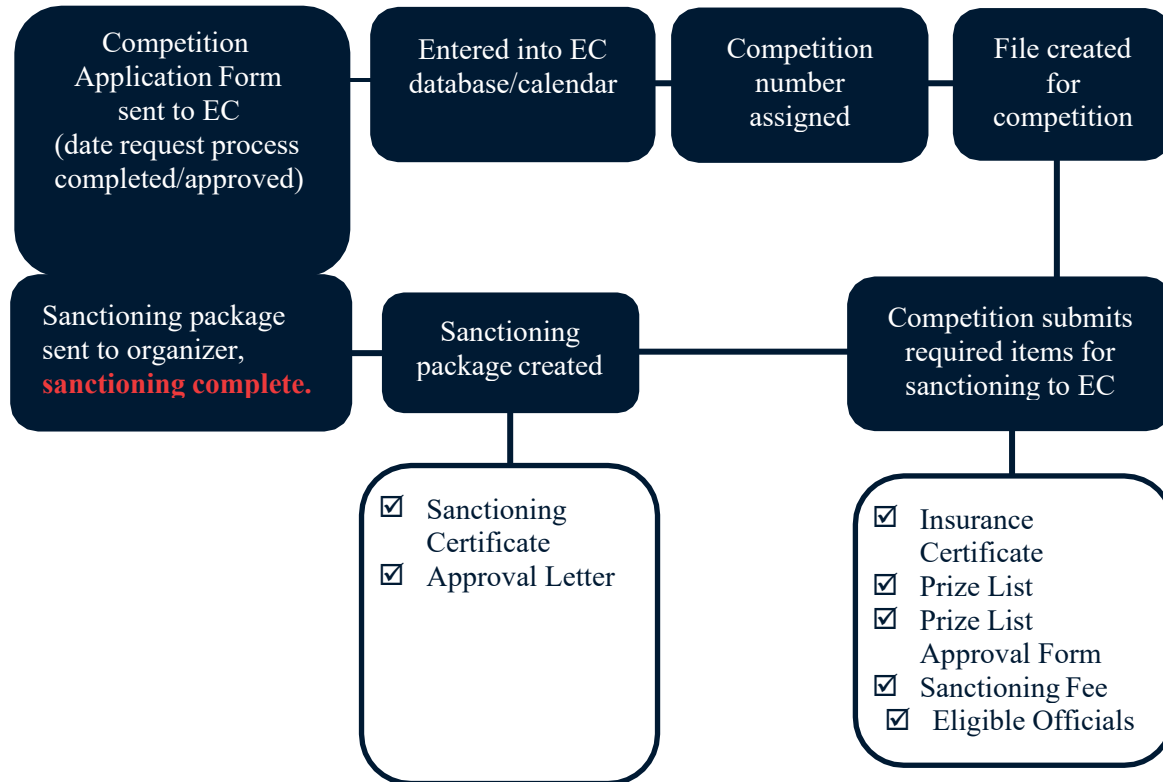 Competition
Application Form
sent to EC
(date request process
completed/approved)
Entered into EC
database/calendar
Competition
number
assigned
File created
for
competition
Competition submits
required items for
sanctioning to EC
☑ Insurance
Certificate
☑ Prize List
☑ Prize List
Approval Form
☑ Sanctioning Fee
☑ Eligible Officials
Sanctioning
package created
☑ Sanctioning
Certificate
☑ Approval Letter
Sanctioning package
sent to organizer,
sanctioning complete.